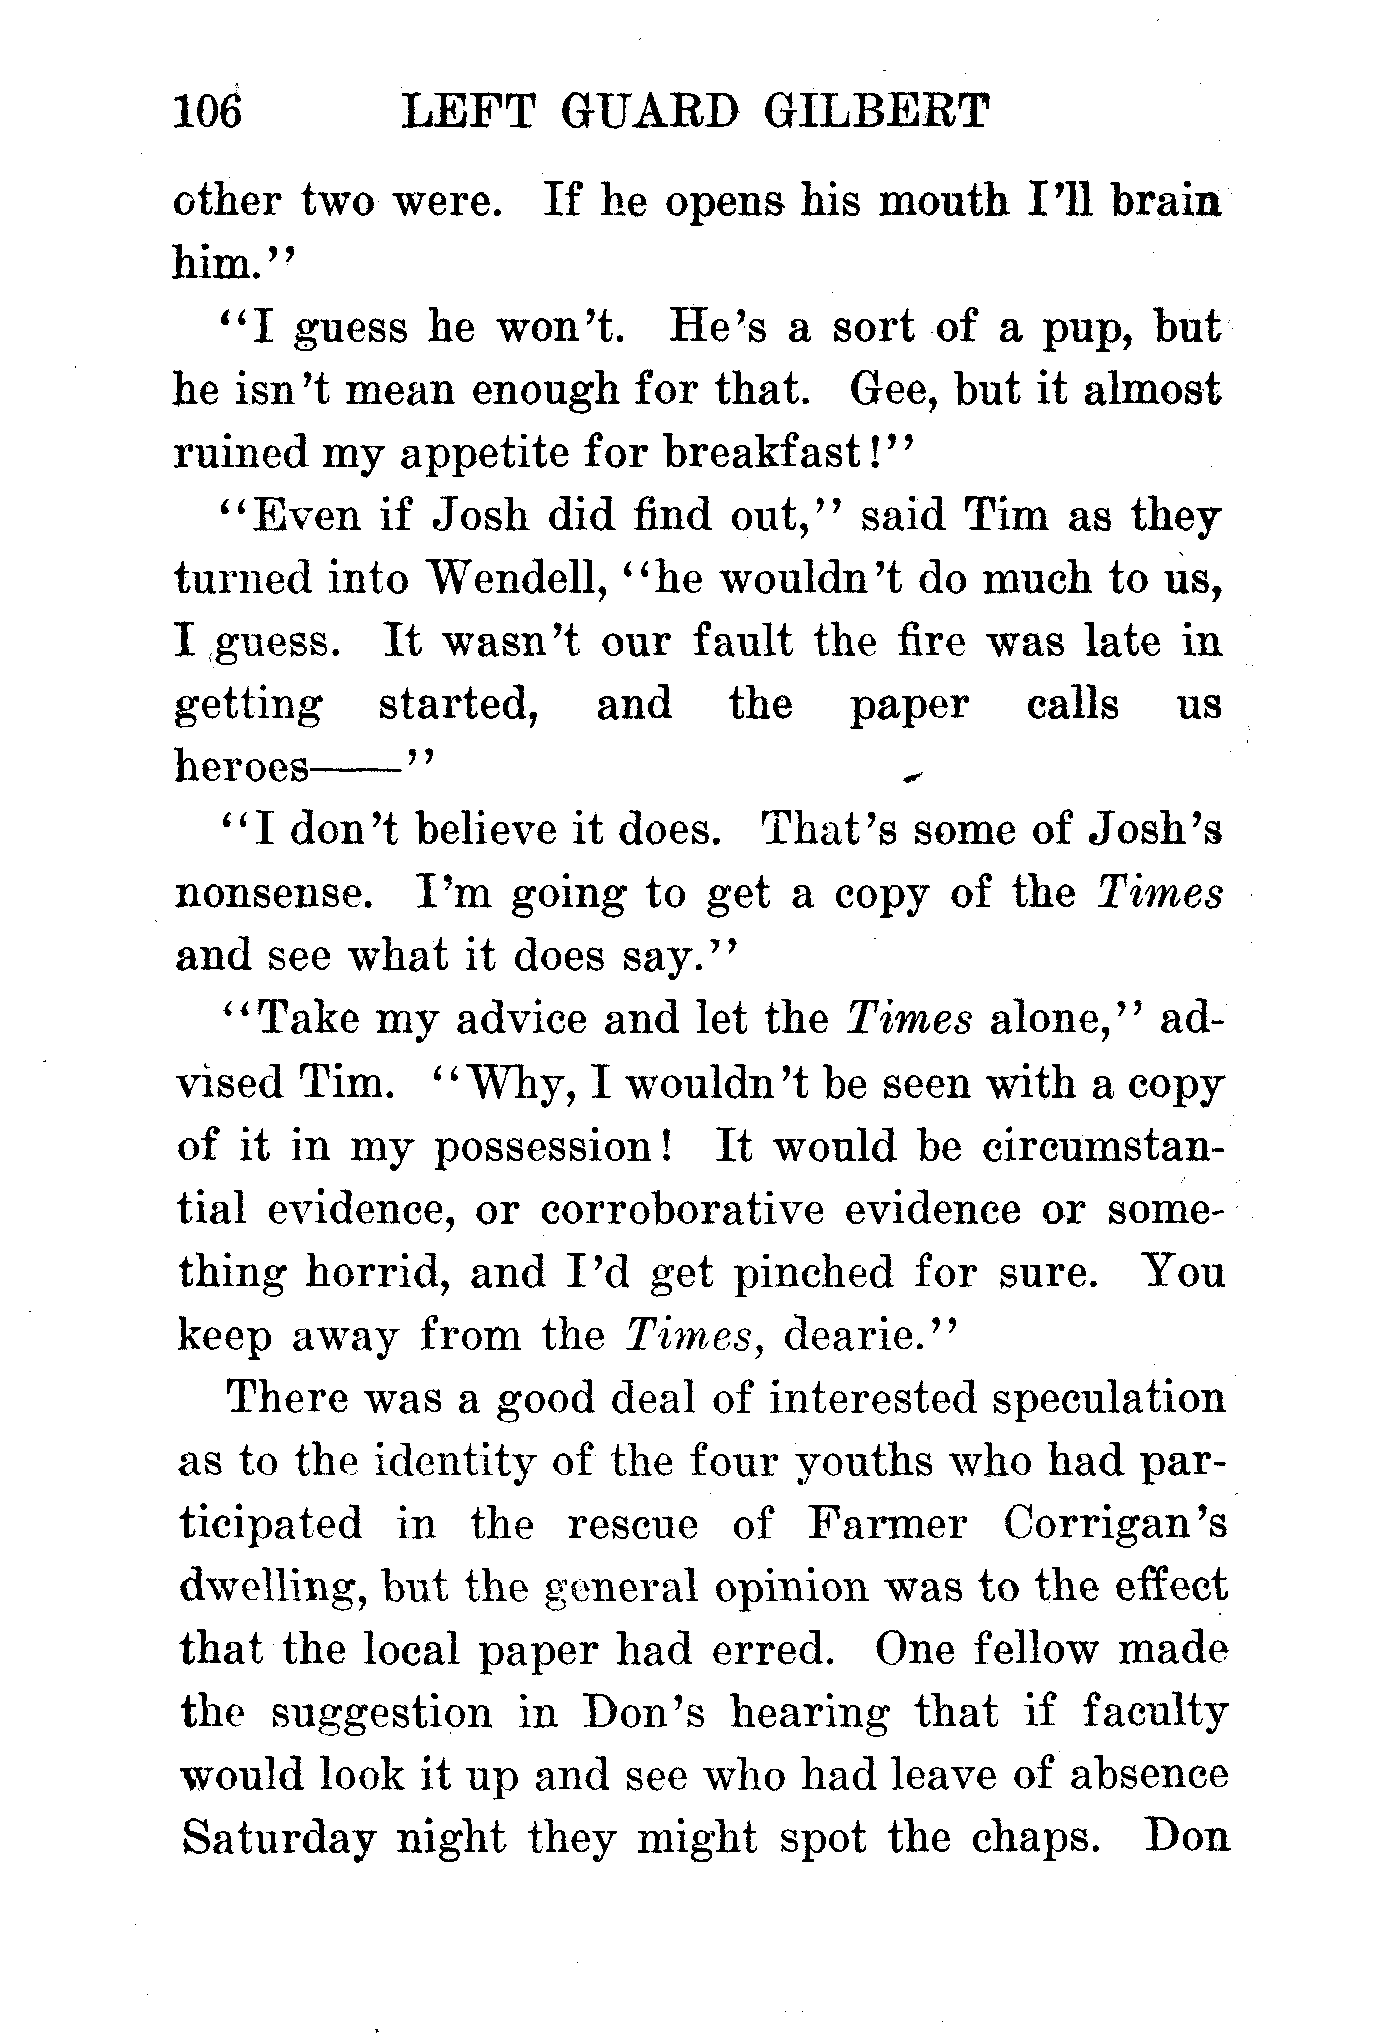 106 LEFT GUARD GILBERT
other two were. If he opens his mouth I'll brain
him."
"I guess he won't. He's a sort of a pup, but
he isn't mean enough for that. Gee, but it almost
ruined my appetite for breakfast!"
"Even if Josh did find out," said Tim as they
turned into Wendell, "he wouldn't do much to us,
I guess. It wasn't our fault the fire was late in
getting started, and the paper calls us
heroes——"
"I don't believe it does. That's some of Josh's
nonsense. I'm going to get a copy of the Times
and see what it does say."
"Take my advice and let the Times alone," ad-
vised Tim. "Why, I wouldn't be seen with a copy
of it in my possession! It would be circumstan-
tial evidence, or corroborative evidence or some-
thing horrid, and I'd get pinched for sure. You
keep away from the Times, dearie."
There was a good deal of interested speculation
as to the identity of the four youths who had par-
ticipated in the rescue of Farmer Corrigan's
dwelling, but the general opinion was to the effect
that the local paper had erred. One fellow made
the suggestion in Don's hearing that if faculty
would look it up and see who had leave of absence
Saturday night they might spot the chaps. Don